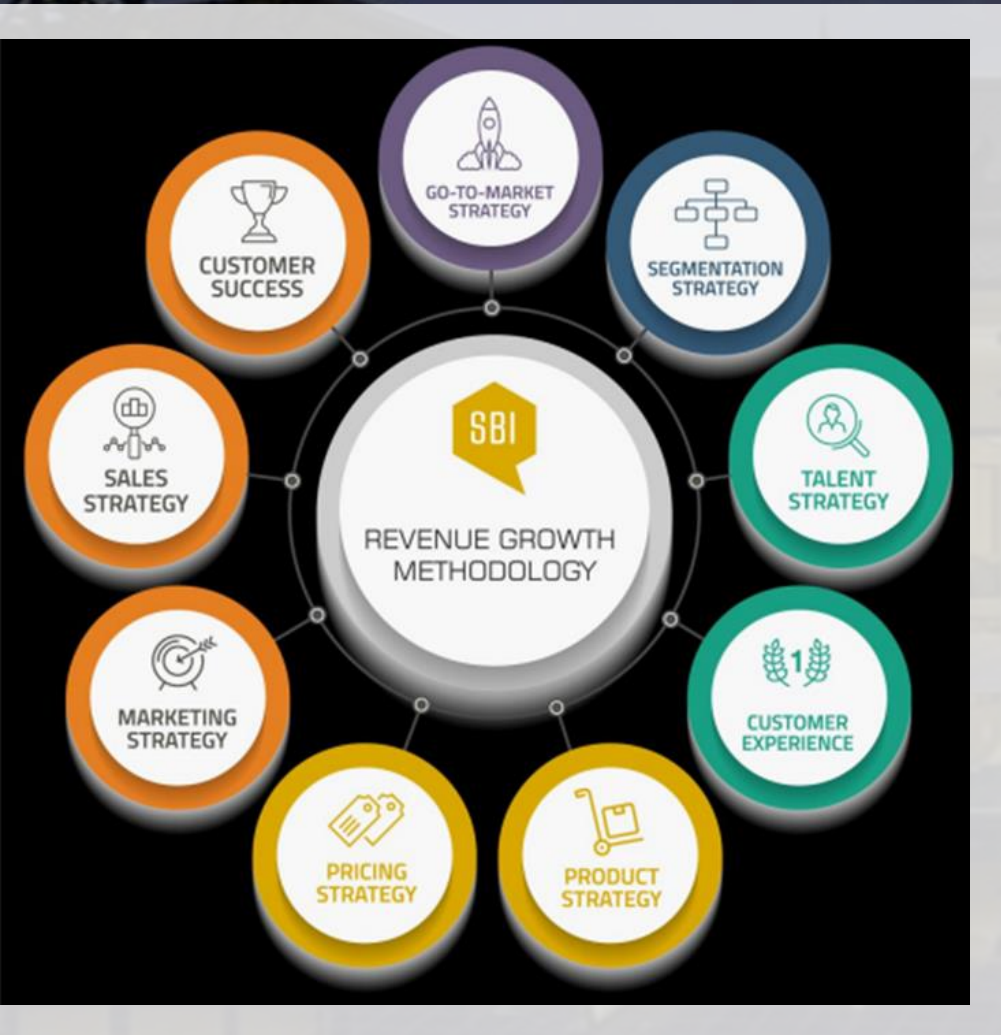 GO-TO-MARKET
STRATEGY
SEGMENTATION
STRATEGY
TALENT
STRATEGY
1
CUSTOMER
EXPERIENCE
PRODUCT
STRATEGY
PRICING
STRATEGY
MARKETING
STRATEGY
SALES
STRATEGY
CUSTOMER
SUCCESS
SBI
REVENUE GROWTH
METHODOLOGY